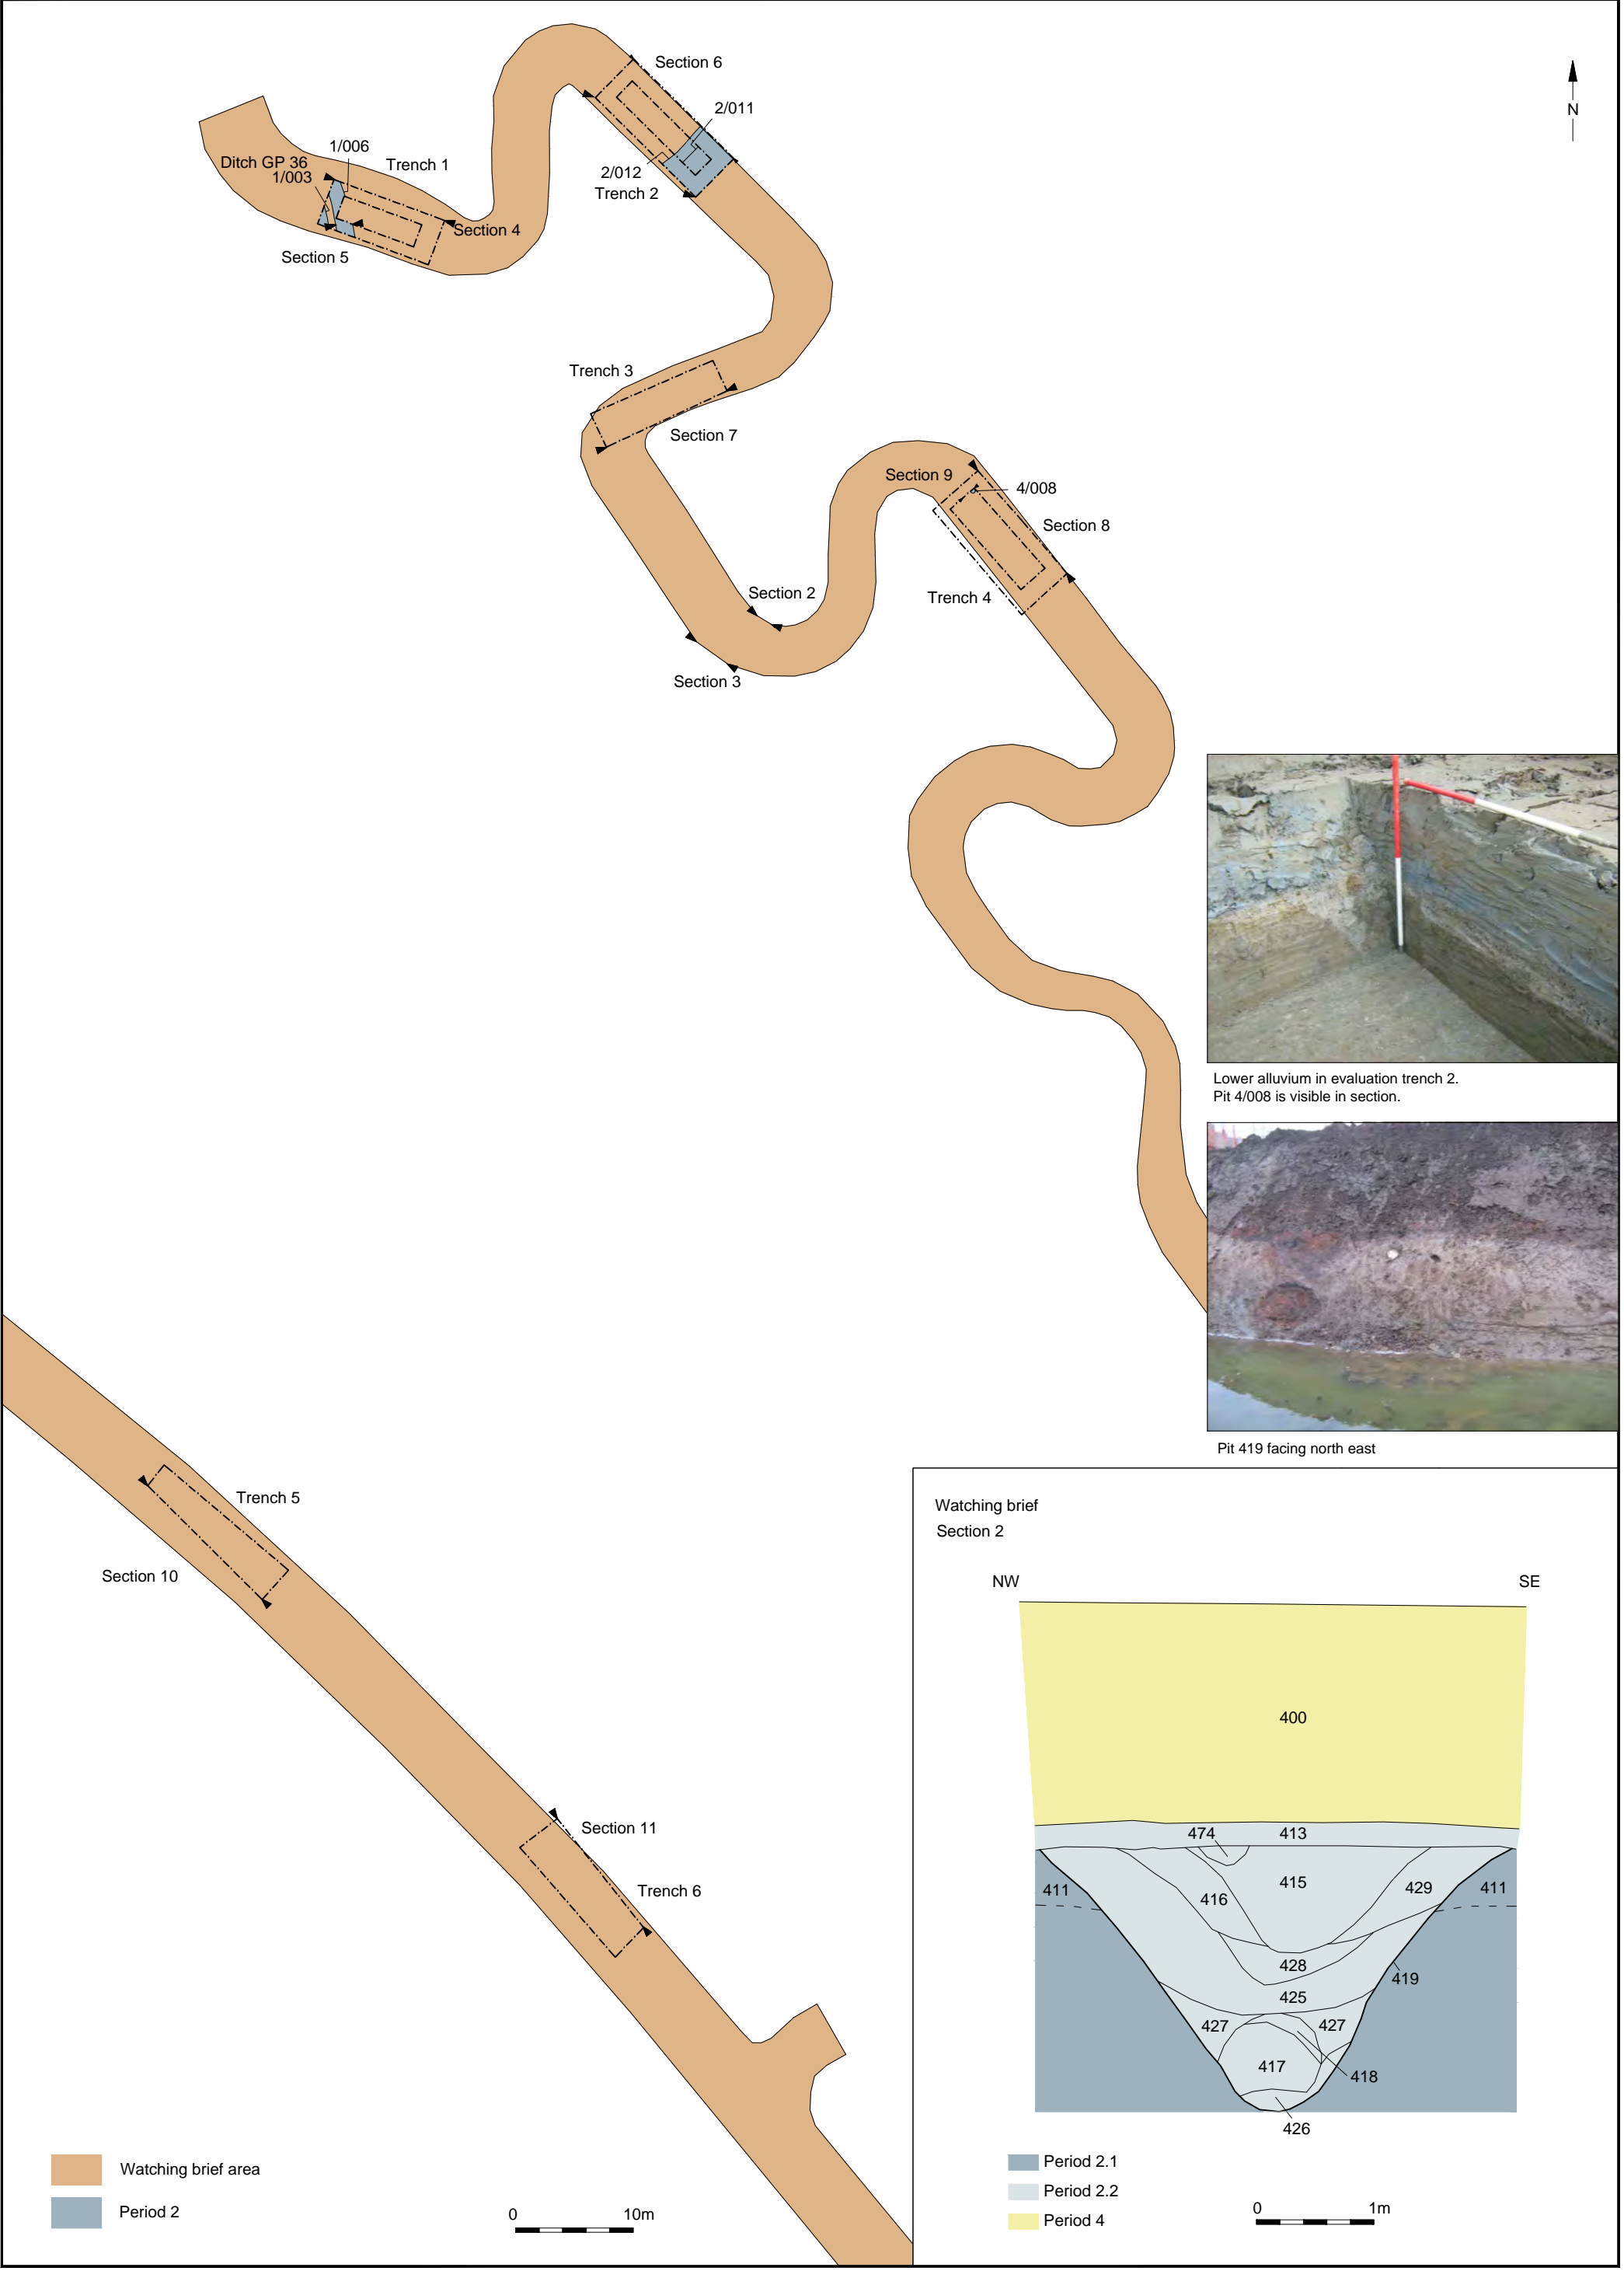 Section 6
N
2/011
1/006
Trench 1
Ditch GP 36
1/003
2/012
Trench 2
Section 4
Section 5
Trench 3
Section 7
Section 9
4/008
Section 8
Section 2
Trench 4
Section 3
Lower alluvium in evaluation trench 2.
Pit 4/008 is visible in section.
Pit 419 facing north east
Trench 5
Section 10
Section 11
Trench 6
Watching brief
Section 2
NW
SE
400
474
413
411
415
416
429
411
428
419
425
427
427
417
418
426
Period 2.1
Period 2.2
Period 4
0
1m
Watching brief area
Period 2
0
10m